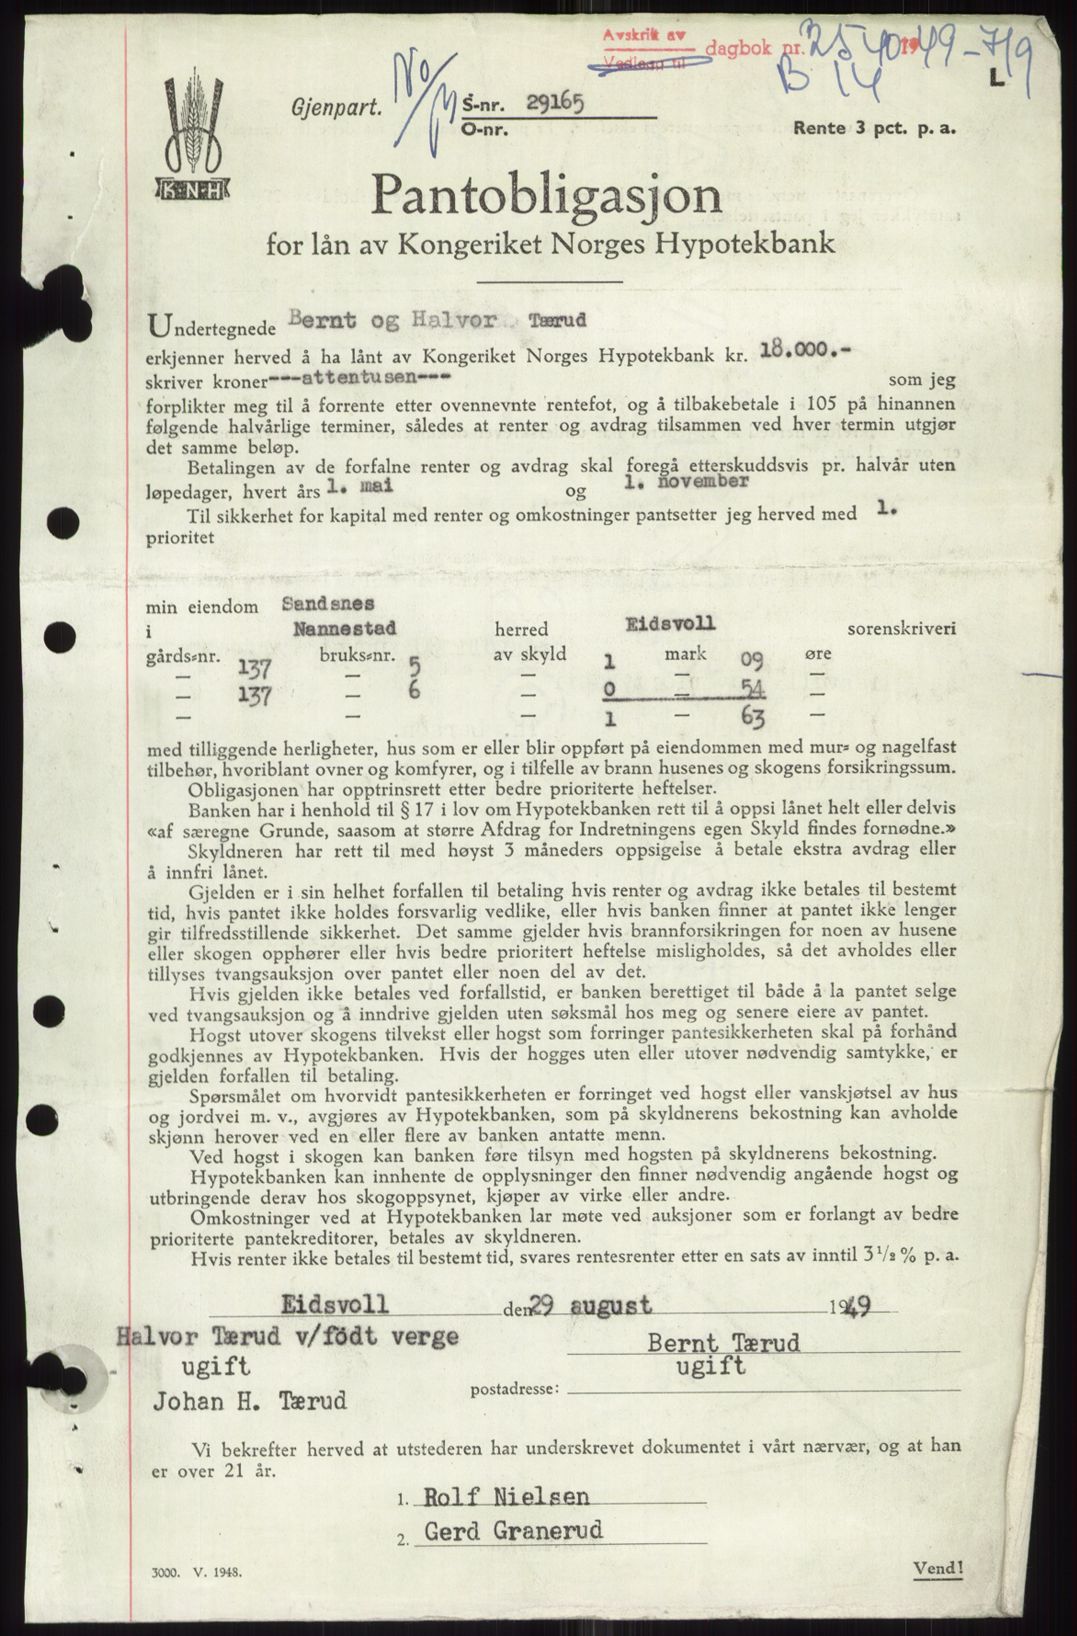 Avskrift av
Vedlegg til
dagbok nr. 2540 19 49-7/9
B 14
L
Gjenpart.
S-nr. 29165
O-nr.
Rente 3 pct. p. a.
K N H
Pantobligasjon
for lån av Kongeriket Norges Hypotekbank
Undertegnede Bernt og Halvor Tærud
erkjenner herved å ha lånt av Kongeriket Norges Hypotekbank kr. 18.000.-
skriver kroner---attentusen--- som jeg
forplikter meg til å forrente etter ovennevnte rentefot, og å tilbakebetale i 105 på hinannen
følgende halvårlige terminer, således at renter og avdrag tilsammen ved hver termin utgjør
det samme beløp.
Betalingen av de forfalne renter og avdrag skal foregå etterskuddsvis pr. halvår uten
løpedager, hvert års 1. mai og 1. november
Til sikkerhet for kapital med renter og omkostninger pantsetter jeg herved med 1.
prioritet
min eiendom Sandsnes
i Nannestad herred Eidsvoll sorenskriveri
gårds-nr. 137 bruks-nr. 5 av skyld 1 mark 09 øre
— 137 — 6 — 0 — 54 —
— — — 1 — 63 —
med tilliggende herligheter, hus som er eller blir oppført på eiendommen med mur- og nagelfast
tilbehør, hvoriblant ovner og komfyrer, og i tilfelle av brann husenes og skogens forsikringssum.
Obligasjonen har opptrinsrett etter bedre prioriterte heftelser.
Banken har i henhold til § 17 i lov om Hypotekbanken rett til å oppsi lånet helt eller delvis
«af særegne Grunde, saasom at større Afdrag for Indretningens egen Skyld findes fornødne.»
Skyldneren har rett til med høyst 3 måneders oppsigelse å betale ekstra avdrag eller
å innfri lånet.
Gjelden er i sin helhet forfallen til betaling hvis renter og avdrag ikke betales til bestemt
tid, hvis pantet ikke holdes forsvarlig vedlike, eller hvis banken finner at pantet ikke lenger
gir tilfredsstillende sikkerhet. Det samme gjelder hvis brannforsikringen for noen av husene
eller skogen opphører eller hvis bedre prioritert heftelse misligholdes, så det avholdes eller
tillyses tvangsauksjon over pantet eller noen del av det.
Hvis gjelden ikke betales ved forfallstid, er banken berettiget til både å la pantet selge
ved tvangsauksjon og å inndrive gjelden uten søksmål hos meg og senere eiere av pantet.
Hogst utover skogens tilvekst eller hogst som forringer pantesikkerheten skal på forhånd
godkjennes av Hypotekbanken. Hvis der hogges uten eller utover nødvendig samtykke, er
gjelden forfallen til betaling.
Spørsmålet om hvorvidt pantesikkerheten er forringet ved hogst eller vanskjøtsel av hus
og jordvei m. v., avgjøres av Hypotekbanken, som på skyldnerens bekostning kan avholde
skjønn herover ved en eller flere av banken antatte menn.
Ved hogst i skogen kan banken føre tilsyn med hogsten på skyldnerens bekostning.
Hypotekbanken kan innhente de opplysninger den finner nødvendig angående hogst og
utbringende derav hos skogoppsynet, kjøper av virke eller andre.
Omkostninger ved at Hypotekbanken lar møte ved auksjoner som er forlangt av bedre
prioriterte pantekreditorer, betales av skyldneren.
Hvis renter ikke betales til bestemt tid, svares rentesrenter etter en sats av inntil 3 1/2 % p. a.
Eidsvoll den 29 august 1949
Halvor Tærud v/född verge Bernt Tærud
ugift ugift
Johan H. Tærud postadresse:
Vi bekrefter herved at utstederen har underskrevet dokumentet i vårt nærvær, og at han
er over 21 år.
1. Rolf Nielsen
2. Gerd Granerud
3000. V. 1948.
Vend!